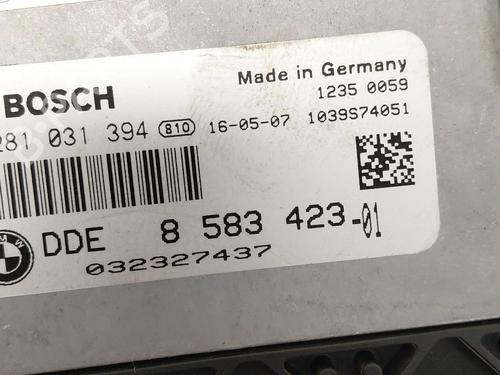 BOSCH
Made in Germany
281 031 394 810 16-05-07
1235 0059
1039S74051
DDE 8 583 423-01
032327437